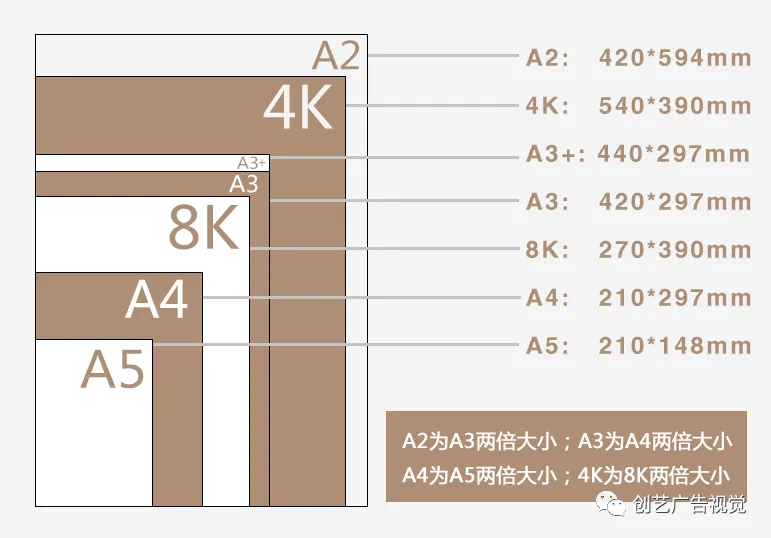 A2
A2: 420*594mm
4K
4K: 540*390mm
A3+
A3+: 440*297mm
A3
A3: 420*297mm
8K
8K: 270*390mm
A4
A4: 210*297mm
A5
A5: 210*148mm
A2为A3两倍大小；A3为A4两倍大小
A4为A5两倍大小；4K为8K两倍大小
创艺广告视觉